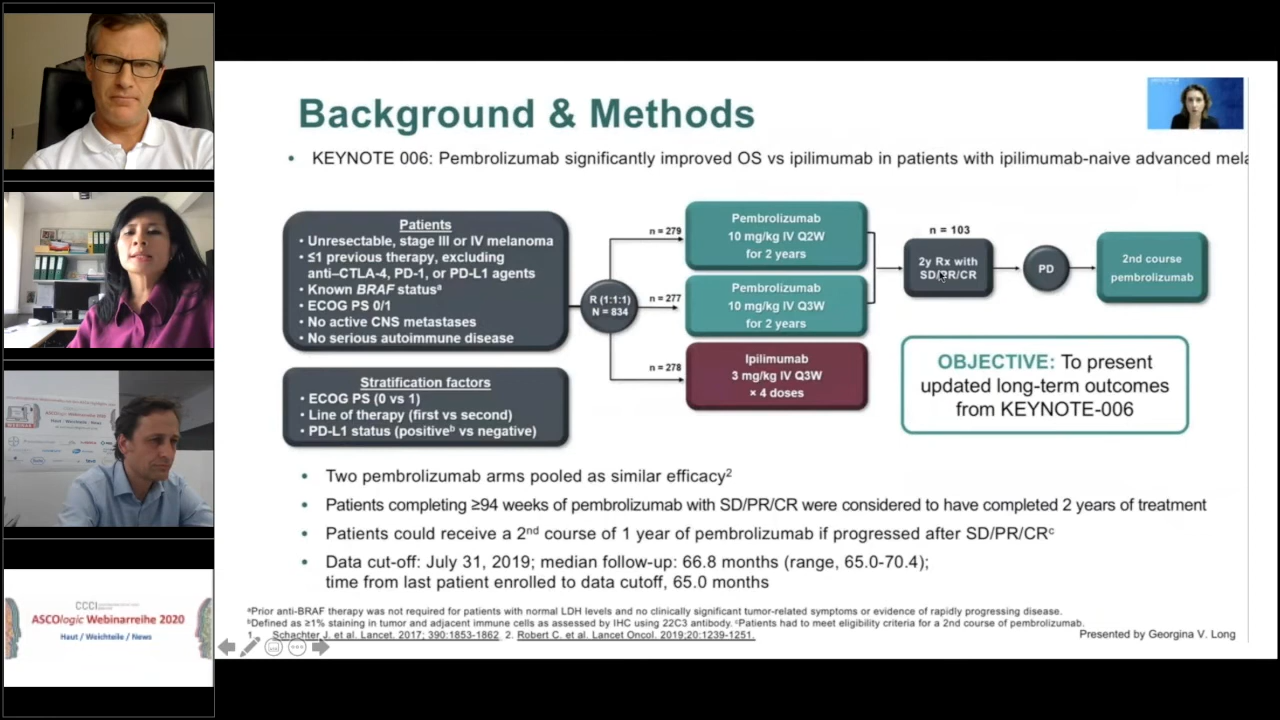 Background & Methods
• KEYNOTE 006: Pembrolizumab significantly improved OS vs ipilimumab in patients with ipilimumab-naive advanced mela
Patients
• Unresectable, stage III or IV melanoma
• ≤1 previous therapy, excluding
anti–CTLA-4, PD-1, or PD-L1 agents
• Known BRAF statusᵃ
• ECOG PS 0/1
• No active CNS metastases
• No serious autoimmune disease
Stratification factors
• ECOG PS (0 vs 1)
• Line of therapy (first vs second)
• PD-L1 status (positiveᵇ vs negative)
R (1:1:1)
N = 834
n = 279
n = 277
n = 278
Pembrolizumab
10 mg/kg IV Q2W
for 2 years
Pembrolizumab
10 mg/kg IV Q3W
for 2 years
Ipilimumab
3 mg/kg IV Q3W
× 4 doses
n = 103
2y Rx with
SD/PR/CR
PD
2nd course
pembrolizumab
OBJECTIVE: To present
updated long-term outcomes
from KEYNOTE-006
• Two pembrolizumab arms pooled as similar efficacy²
• Patients completing ≥94 weeks of pembrolizumab with SD/PR/CR were considered to have completed 2 years of treatment
• Patients could receive a 2ⁿᵈ course of 1 year of pembrolizumab if progressed after SD/PR/CRᶜ
• Data cut-off: July 31, 2019; median follow-up: 66.8 months (range, 65.0-70.4);
time from last patient enrolled to data cutoff, 65.0 months
ᵃPrior anti-BRAF therapy was not required for patients with normal LDH levels and no clinically significant tumor-related symptoms or evidence of rapidly progressing disease.
ᵇDefined as ≥1% staining in tumor and adjacent immune cells as assessed by IHC using 22C3 antibody. ᶜPatients had to meet eligibility criteria for a 2nd course of pembrolizumab.
1. Schachter J, et al. Lancet. 2017; 390:1853-1862. 2. Robert C. et al. Lancet Oncol. 2019;20:1239-1251.
Presented by Georgina V. Long
CCCI
ASCOlogic Webinarreihe 2020
Haut / Weichteile / News